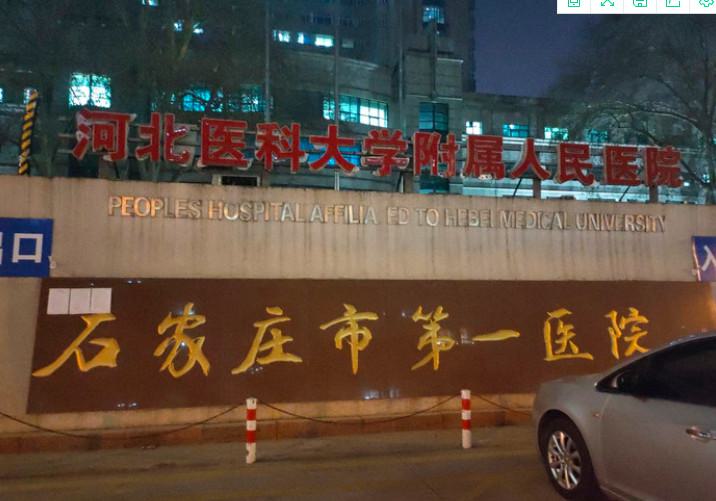 河北医科大学附属人民医院
PEOPLES HOSPITAL AFFILIA ED TO HEBEI MEDICAL UNIVERSITY
出口
入
石家庄市第一医院